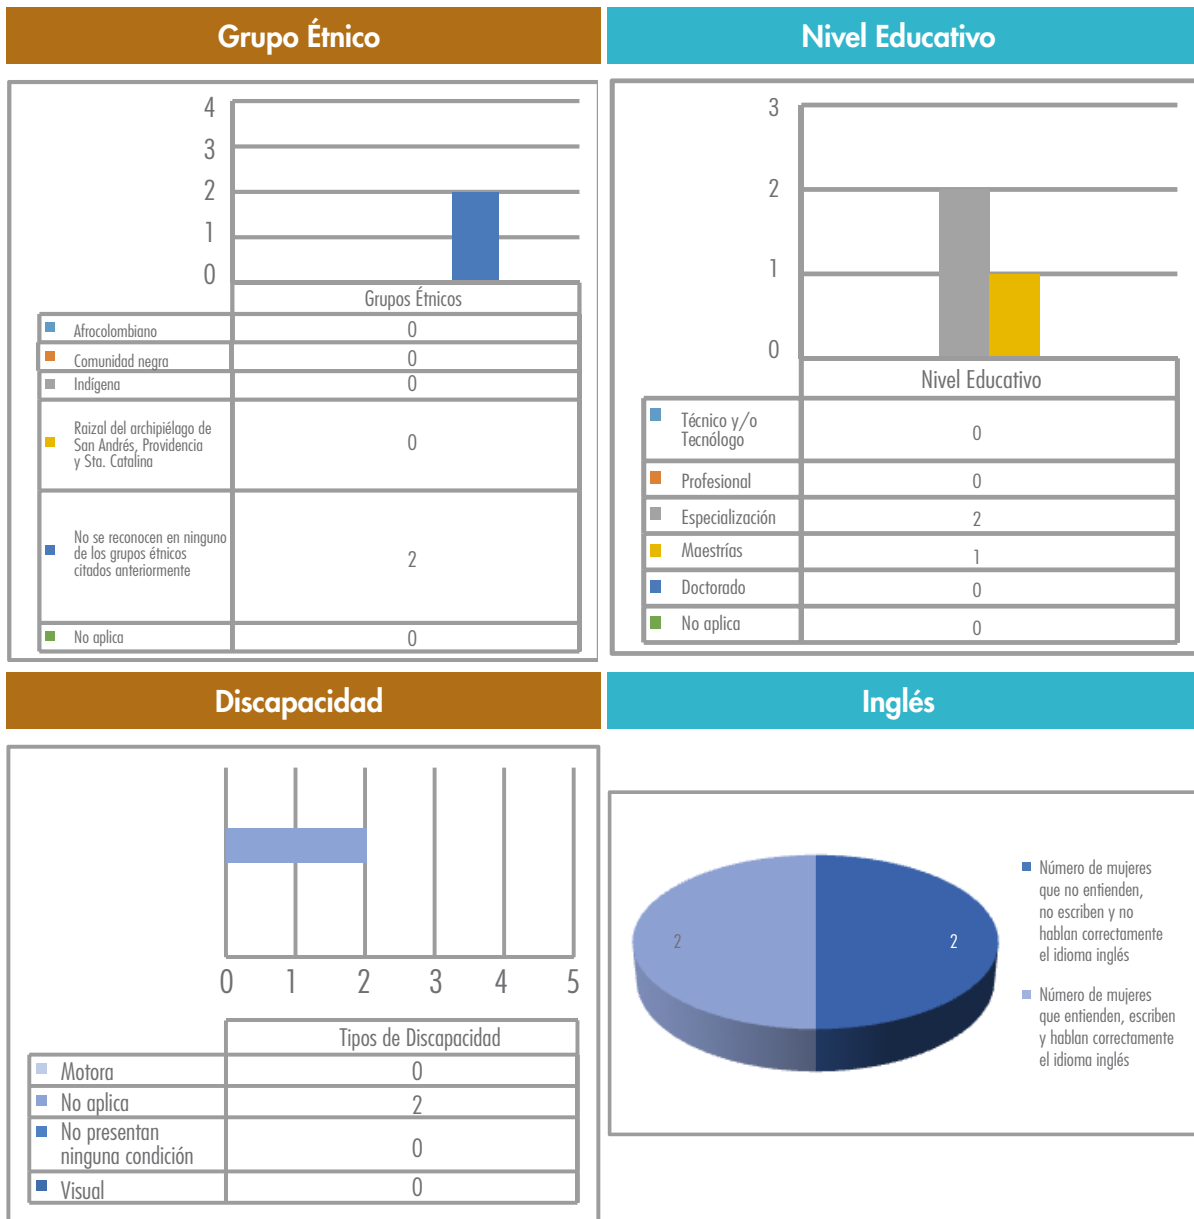 Grupo Étnico
4
3
2
1
0
Grupos Étnicos
Afrocolombiano 0
Comunidad negra 0
Indígena 0
Raizal del archipiélago de
San Andrés, Providencia
y Sta. Catalina
0
No se reconocen en ninguno
de los grupos étnicos
citados anteriormente
2
No aplica 0
Nivel Educativo
3
2
1
0
Nivel Educativo
Técnico y/o
Tecnólogo
0
Profesional 0
Especialización 2
Maestrías 1
Doctorado 0
No aplica 0
Discapacidad
0 1 2 3 4 5
Tipos de Discapacidad
Motora 0
No aplica 2
No presentan
ninguna condición
0
Visual 0
Inglés
2 2
Número de mujeres
que no entienden,
no escriben y no
hablan correctamente
el idioma inglés
Número de mujeres
que entienden, escriben
y hablan correctamente
el idioma inglés